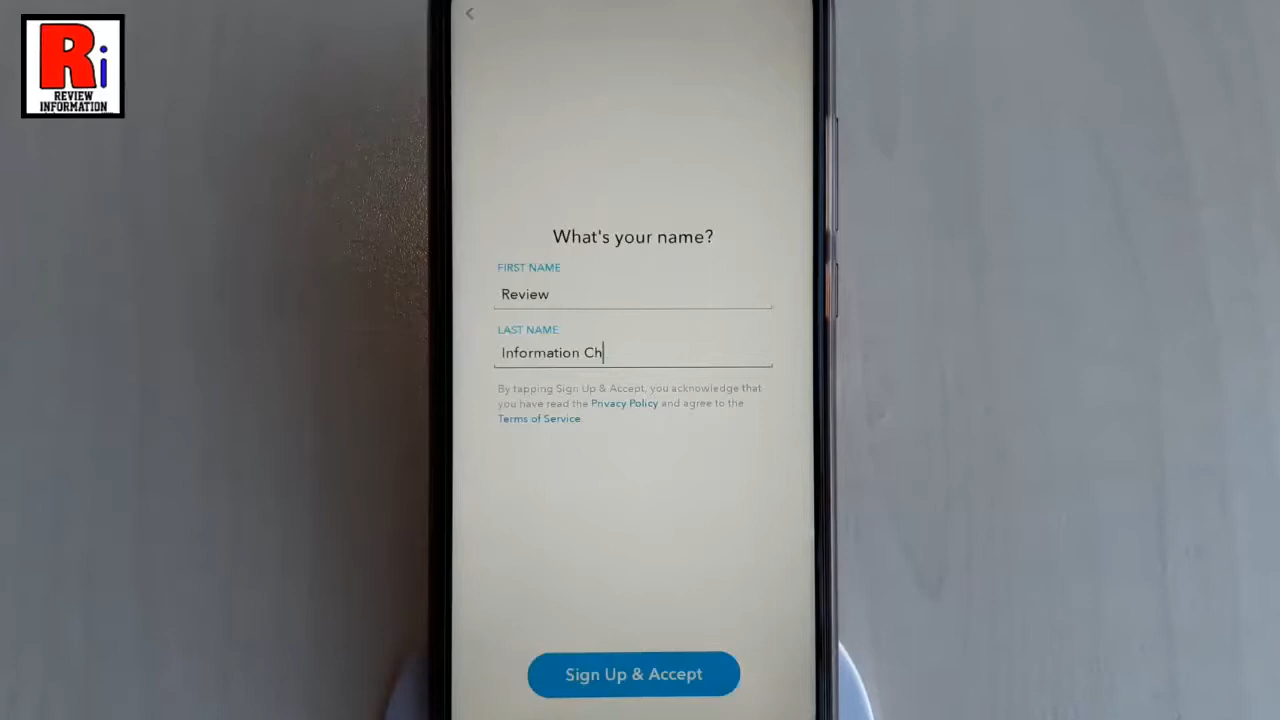 Ri
REVIEW
INFORMATION
What's your name?
FIRST NAME
Review
LAST NAME
Information Ch
By tapping Sign Up & Accept, you acknowledge that
you have read the Privacy Policy and agree to the
Terms of Service.
Sign Up & Accept